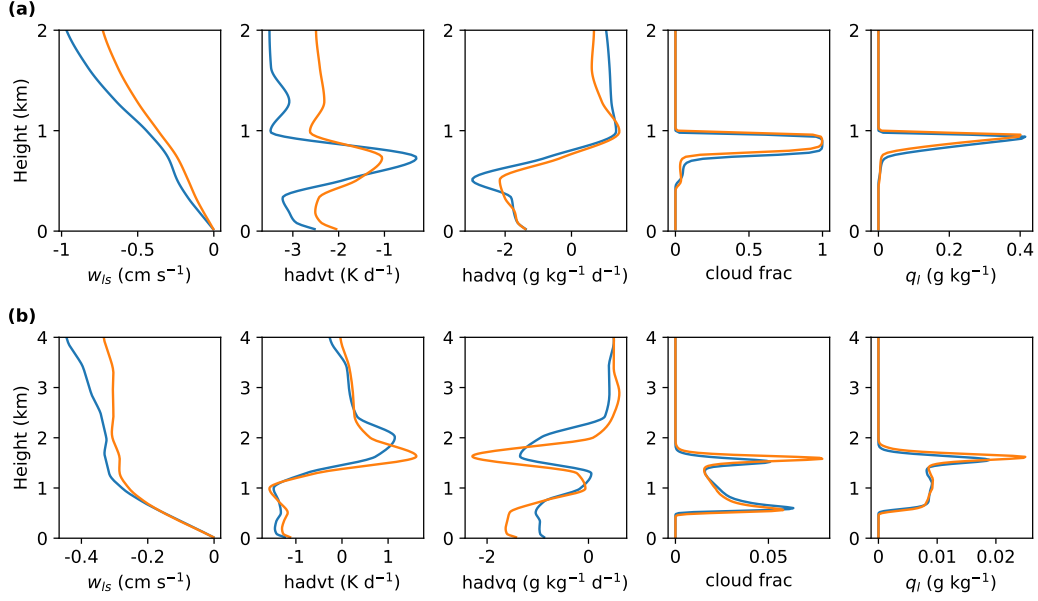 (a)
2
1
0
Height (km)
-1 -0.5 0
w_ls (cm s⁻¹)
2
1
0
-3 -2 -1
hadvt (K d⁻¹)
2
1
0
-2 0
hadvq (g kg⁻¹ d⁻¹)
2
1
0
0 0.5 1
cloud frac
2
1
0
0 0.2 0.4
q_l (g kg⁻¹)
(b)
4
3
2
1
0
Height (km)
-0.4 -0.2 0
w_ls (cm s⁻¹)
4
3
2
1
0
-1 0 1
hadvt (K d⁻¹)
4
3
2
1
0
-2 0
hadvq (g kg⁻¹ d⁻¹)
4
3
2
1
0
0 0.05
cloud frac
4
3
2
1
0
0 0.01 0.02
q_l (g kg⁻¹)